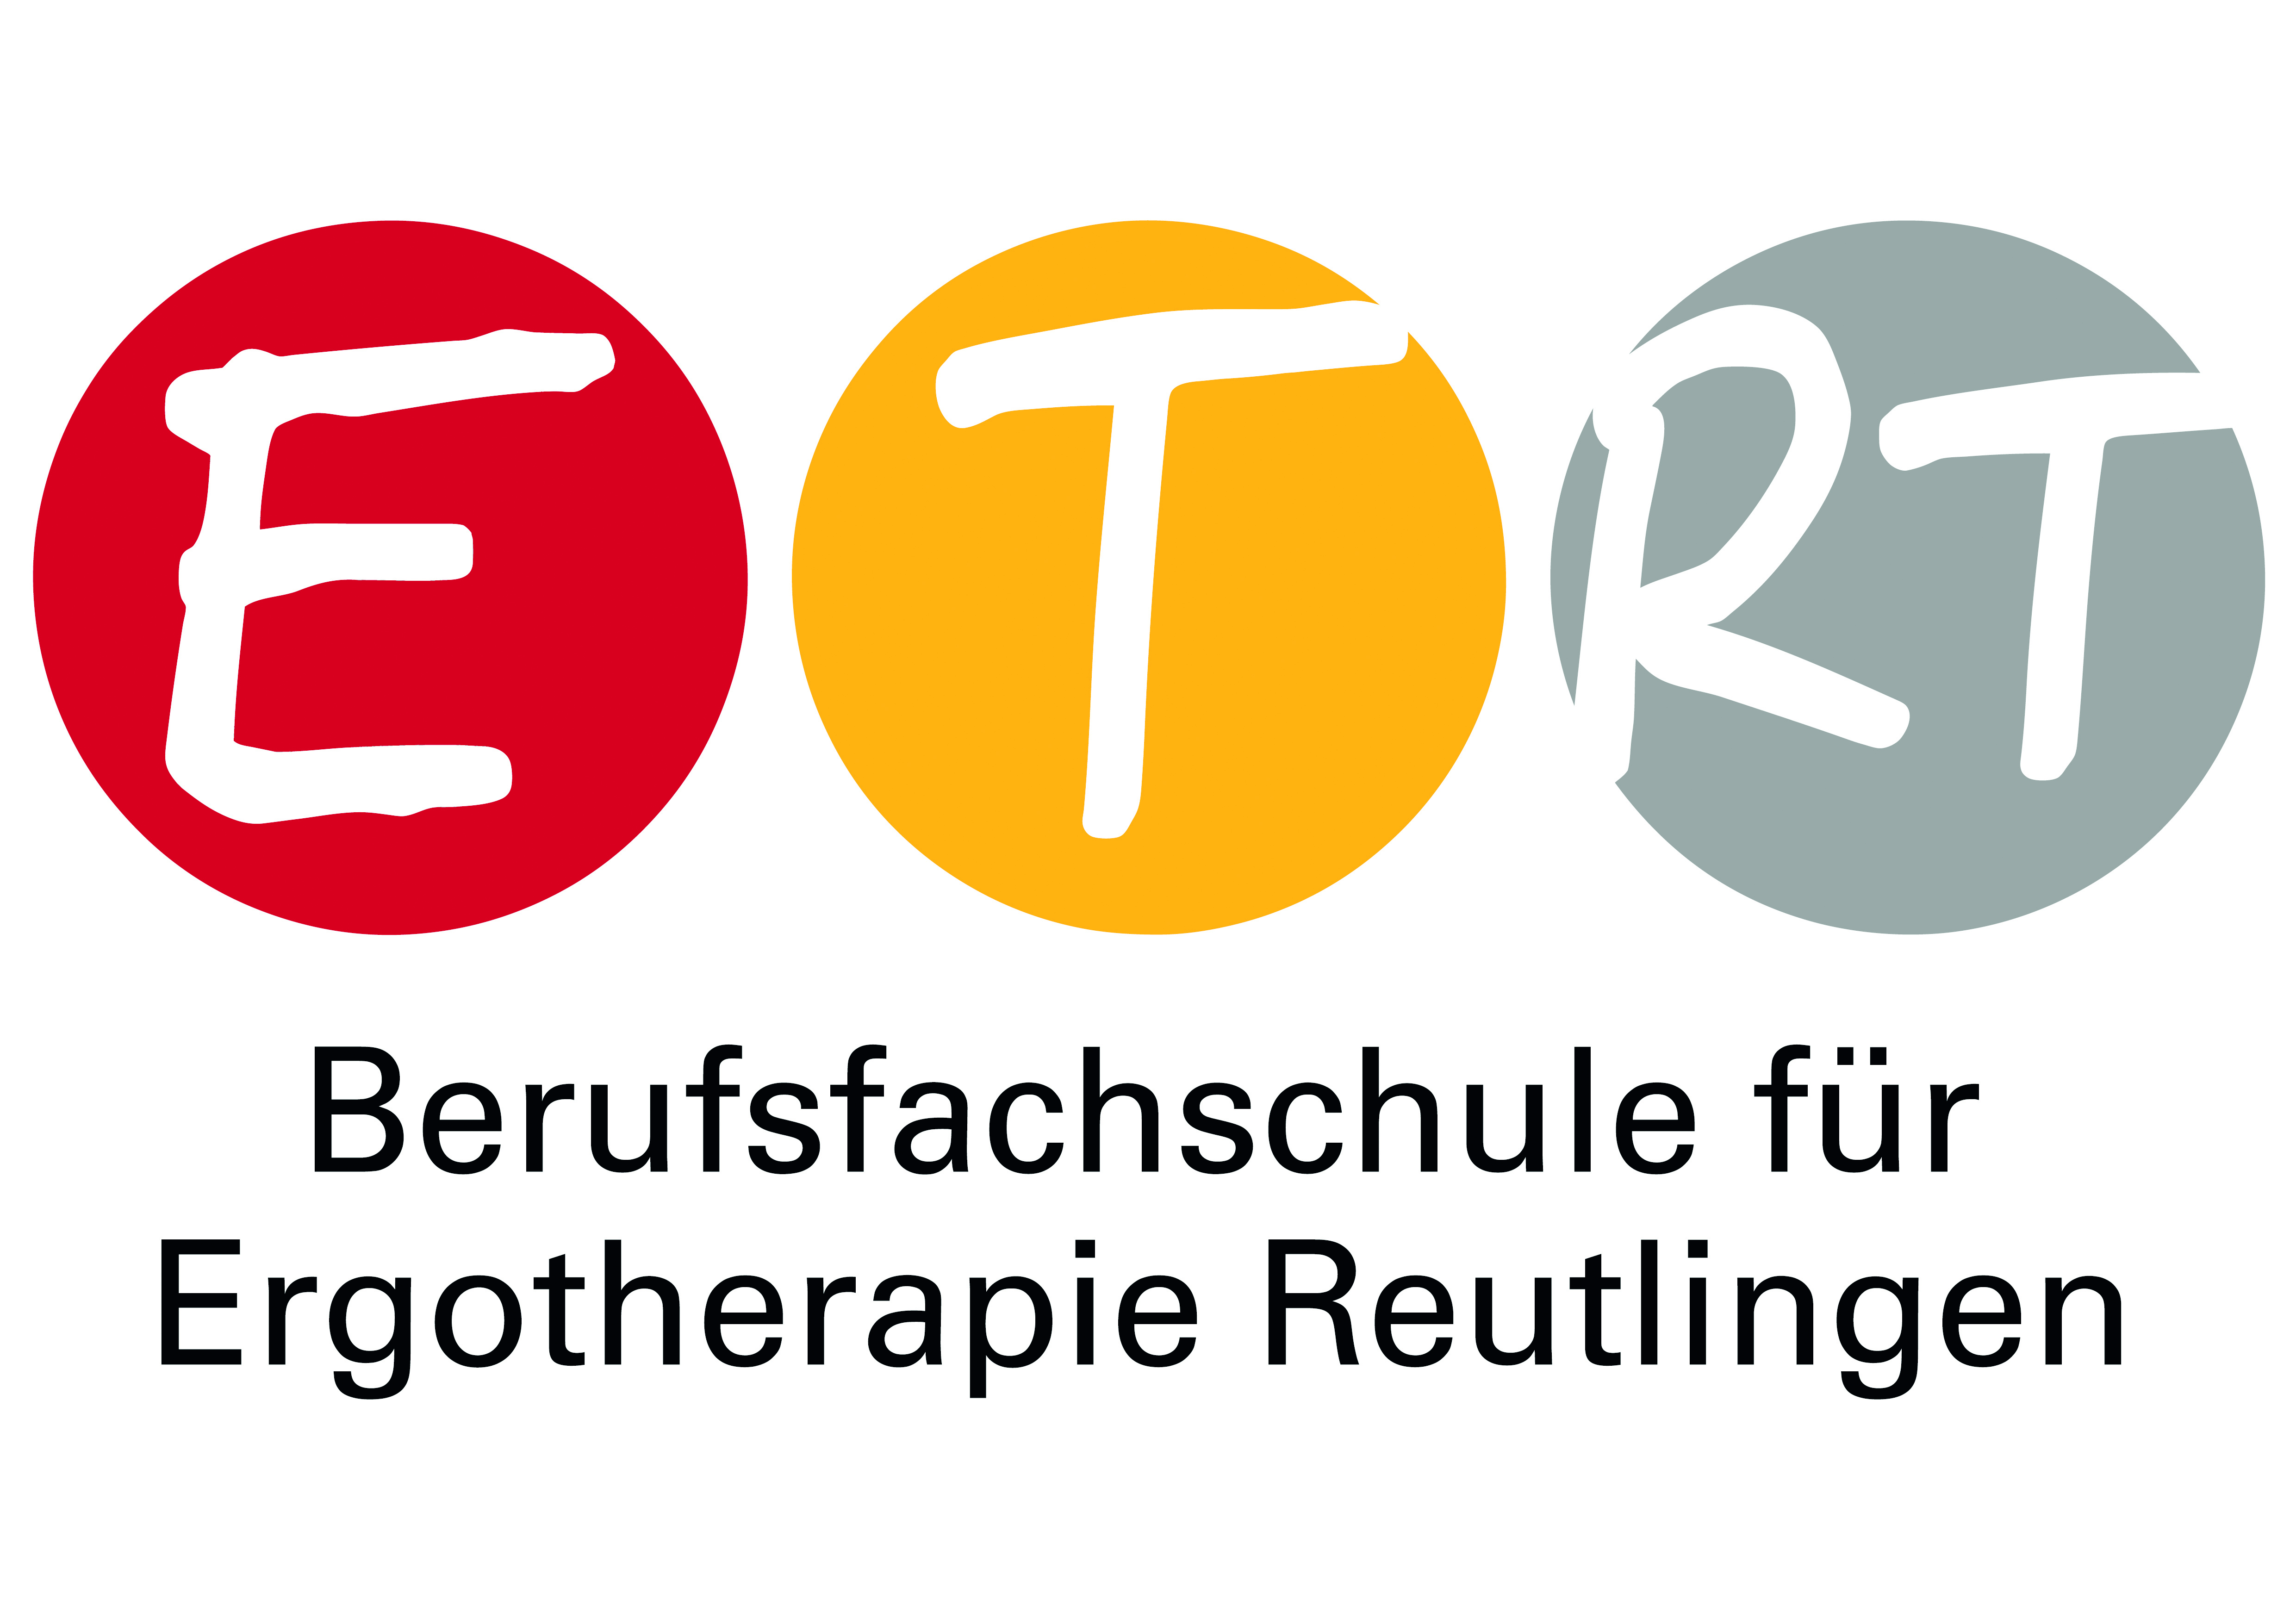 ETRT
Berufsfachschule für
Ergotherapie Reutlingen